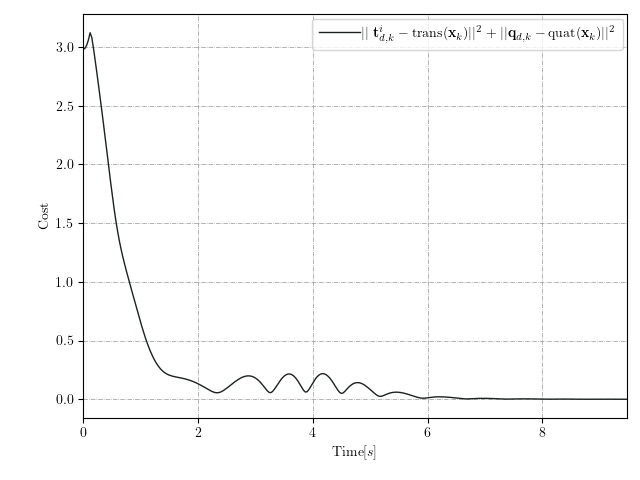 || t^i_{d,k} − trans(x_k)||² + ||q_{d,k} − quat(x_k)||²
3.0
2.5
2.0
1.5
1.0
0.5
0.0
Cost
0 2 4 6 8
Time[s]